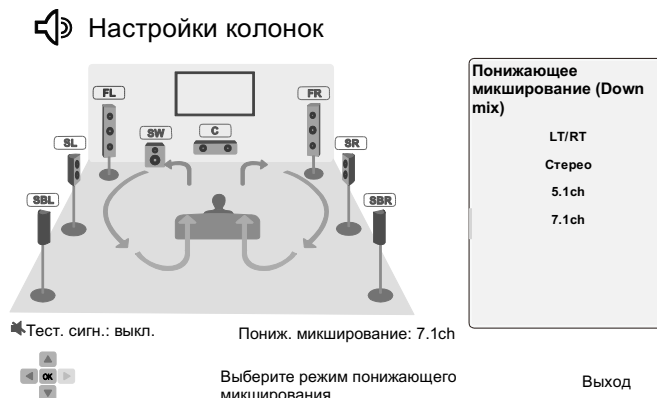 Настройки колонок
FL
FR
SW
C
SL
SR
SBL
SBR
Понижающее
микширование (Down
mix)
LT/RT
Стерео
5.1ch
7.1ch
Тест. сигн.: выкл.
Пониж. микширование: 7.1ch
OK
Выберите режим понижающего
микширования
Выход